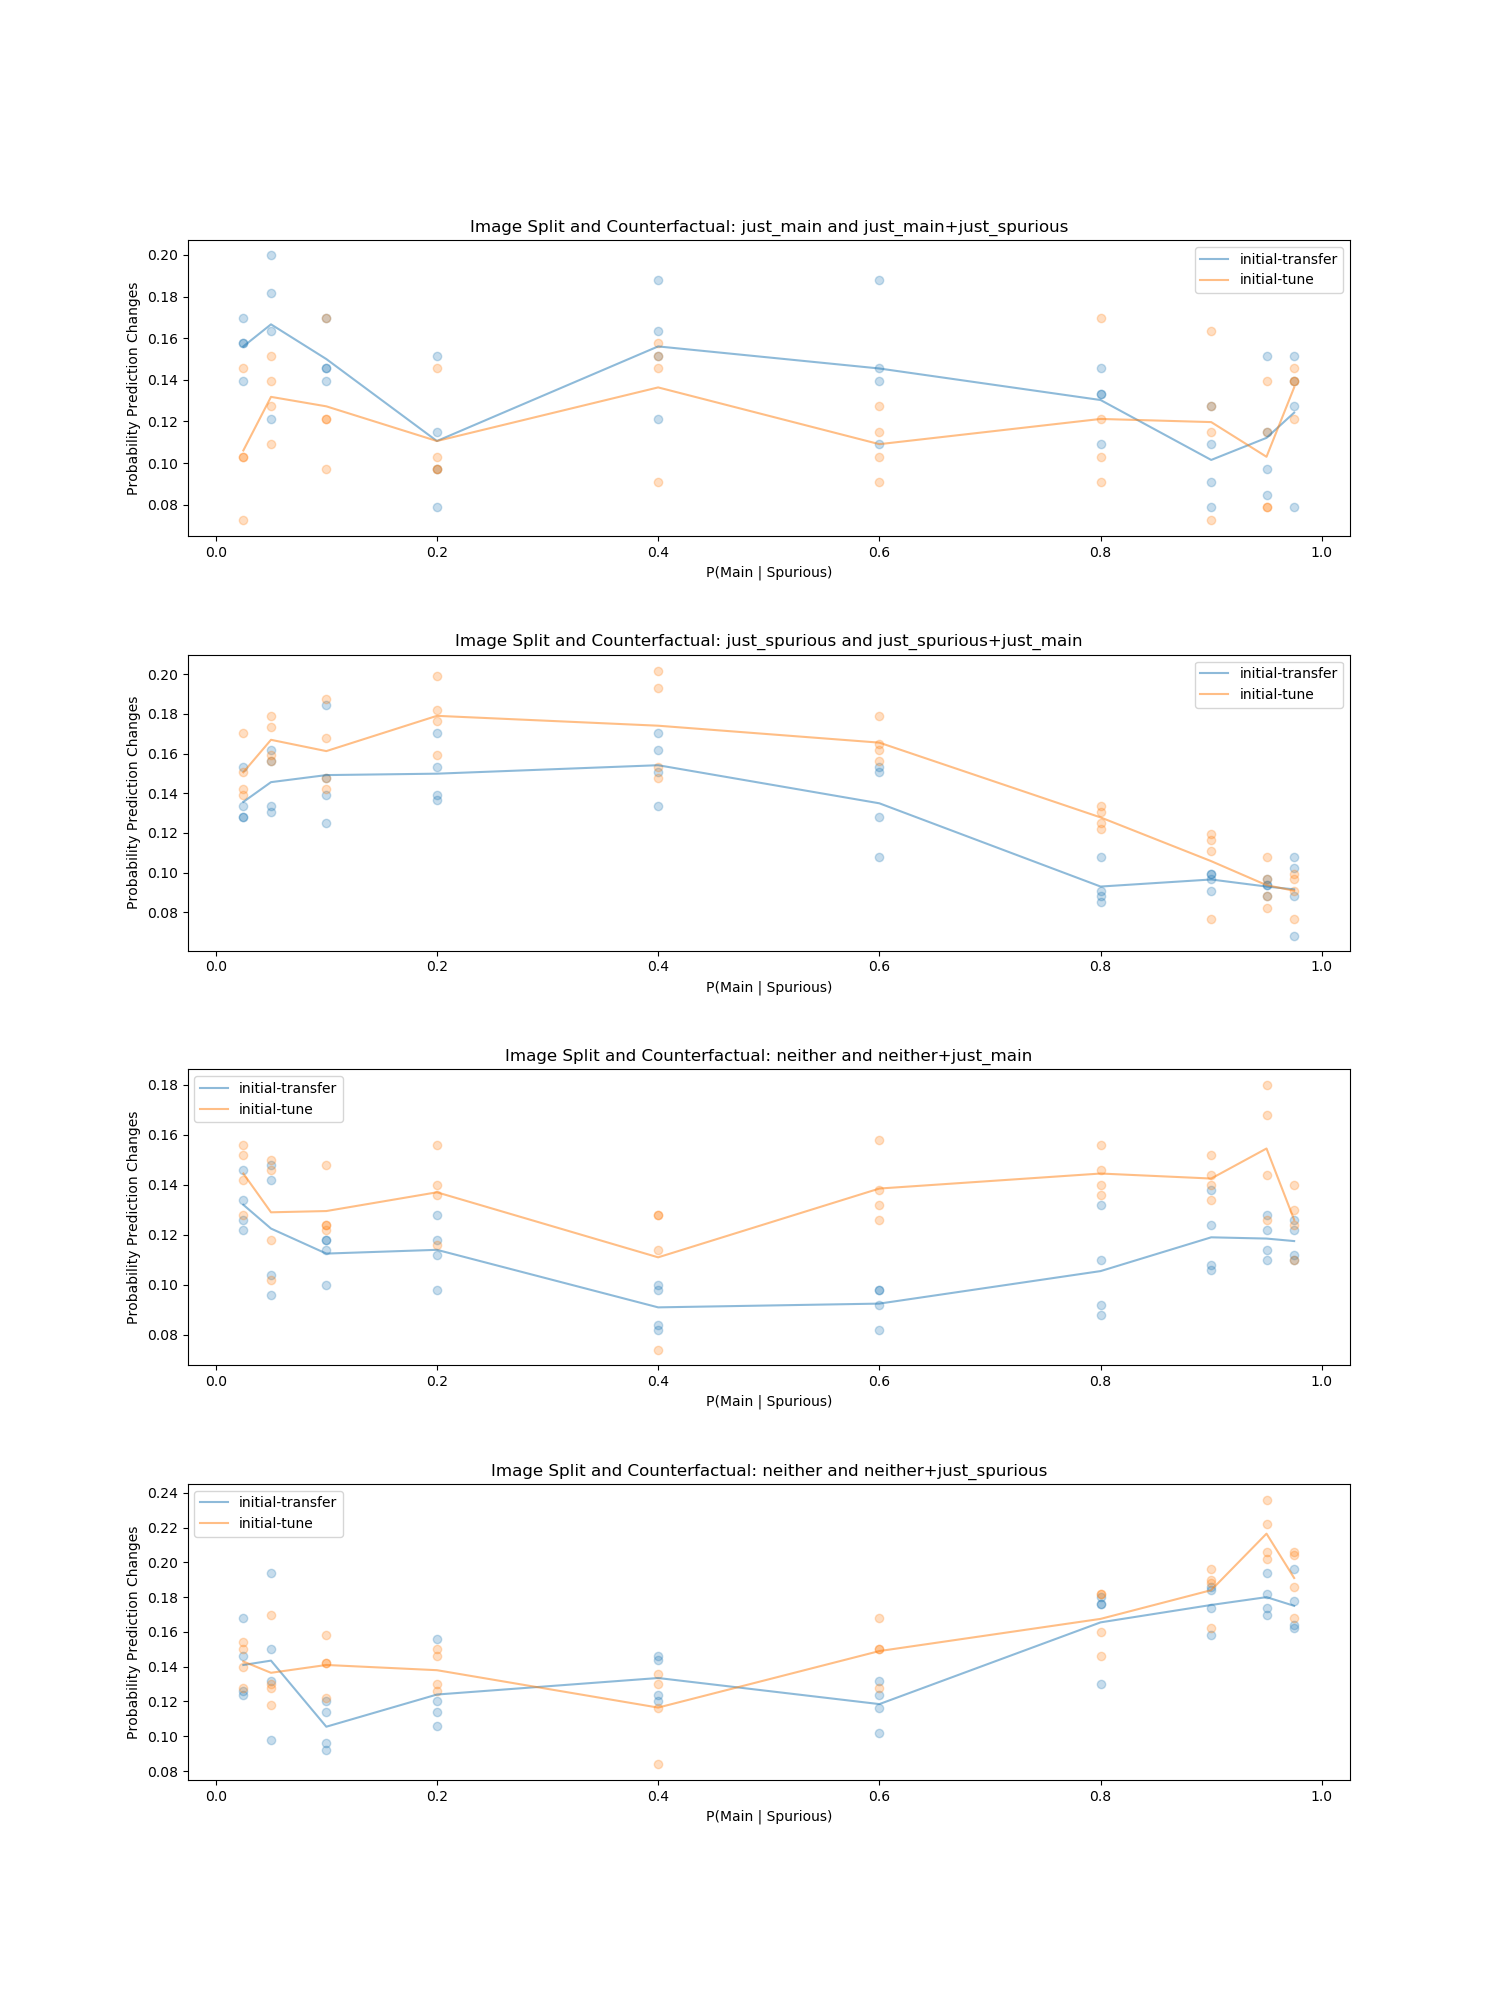 Image Split and Counterfactual: just_main and just_main+just_spurious
initial-transfer
initial-tune
Probability Prediction Changes
0.20
0.18
0.16
0.14
0.12
0.10
0.08
0.0 0.2 0.4 0.6 0.8 1.0
P(Main | Spurious)
Image Split and Counterfactual: just_spurious and just_spurious+just_main
initial-transfer
initial-tune
Probability Prediction Changes
0.20
0.18
0.16
0.14
0.12
0.10
0.08
0.0 0.2 0.4 0.6 0.8 1.0
P(Main | Spurious)
Image Split and Counterfactual: neither and neither+just_main
initial-transfer
initial-tune
Probability Prediction Changes
0.18
0.16
0.14
0.12
0.10
0.08
0.0 0.2 0.4 0.6 0.8 1.0
P(Main | Spurious)
Image Split and Counterfactual: neither and neither+just_spurious
initial-transfer
initial-tune
Probability Prediction Changes
0.24
0.22
0.20
0.18
0.16
0.14
0.12
0.10
0.08
0.0 0.2 0.4 0.6 0.8 1.0
P(Main | Spurious)